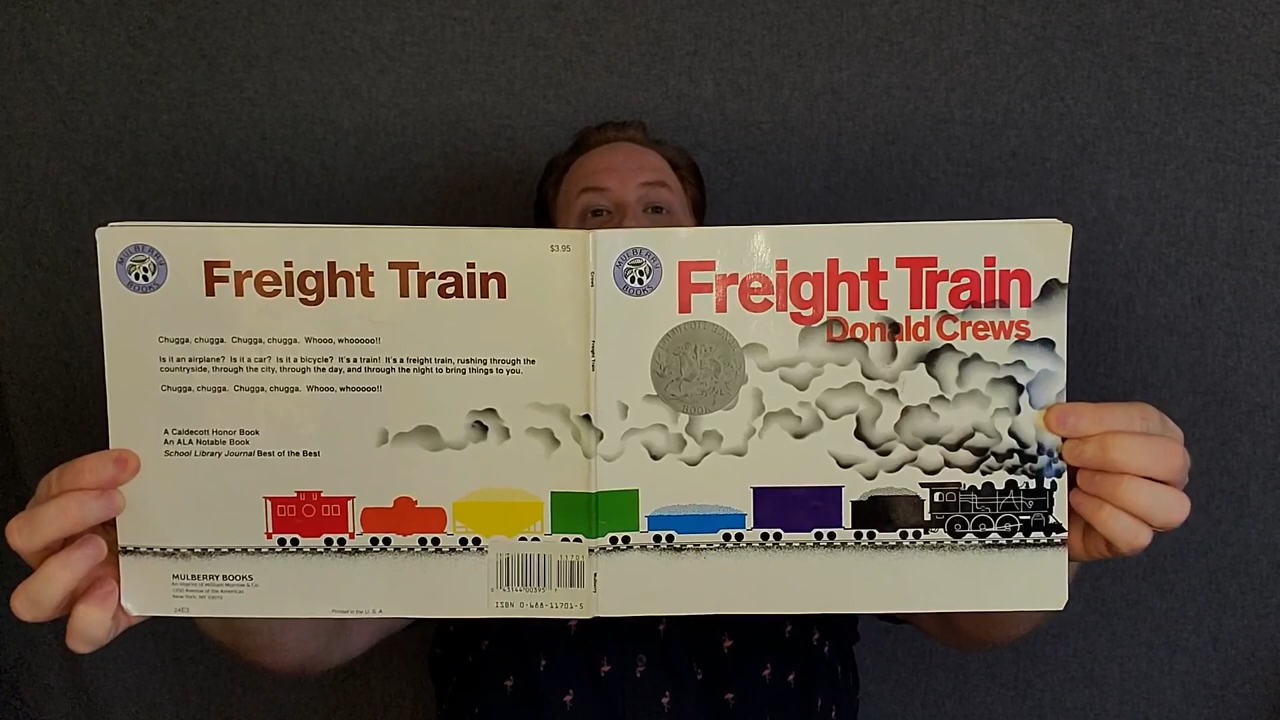 MULBERRY BOOKS
$3.95
Freight Train
Chugga, chugga. Chugga, chugga. Whooo, whooooo!!
Is it an airplane? Is it a car? Is it a bicycle? It's a train! It's a freight train, rushing through the
countryside, through the city, through the day, and through the night to bring things to you.
Chugga, chugga. Chugga, chugga. Whooo, whooooo!!
A Caldecott Honor Book
An ALA Notable Book
School Library Journal Best of the Best
MULBERRY BOOKS
An imprint of William Morrow & Co.
1350 Avenue of the Americas
New York, NY 10019
Printed in the U.S.A.
11701
ISBN 0-688-11701-5
Crews
Freight Train
Mulberry
MULBERRY BOOKS
Freight Train
Donald Crews
CALDECOTT HONOR
BOOK